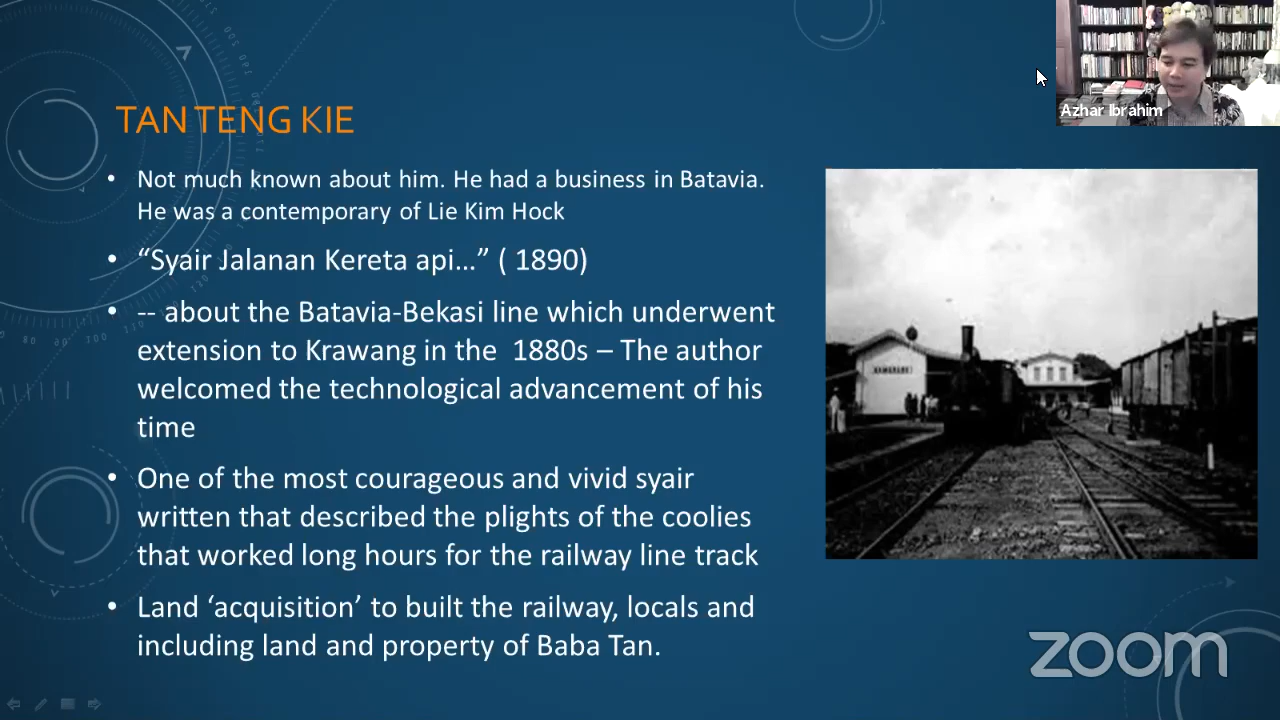 Azhar Ibrahim
TAN TENG KIE
• Not much known about him. He had a business in Batavia.
He was a contemporary of Lie Kim Hock
• “Syair Jalanan Kereta api...” ( 1890)
• -- about the Batavia-Bekasi line which underwent
extension to Krawang in the  1880s – The author
welcomed the technological advancement of his
time
• One of the most courageous and vivid syair
written that described the plights of the coolies
that worked long hours for the railway line track
• Land ‘acquisition’ to built the railway, locals and
including land and property of Baba Tan.
zoom